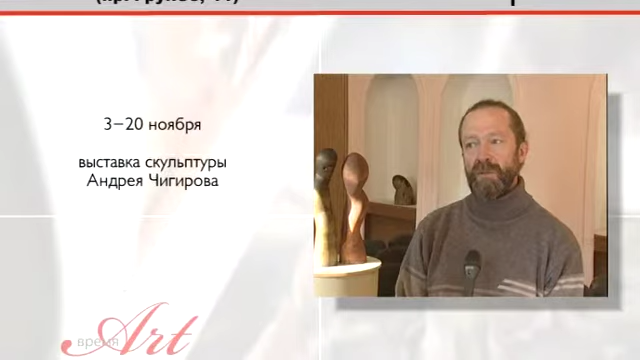 3–20 ноября
выставка скульптуры
Андрея Чигирова
время Art